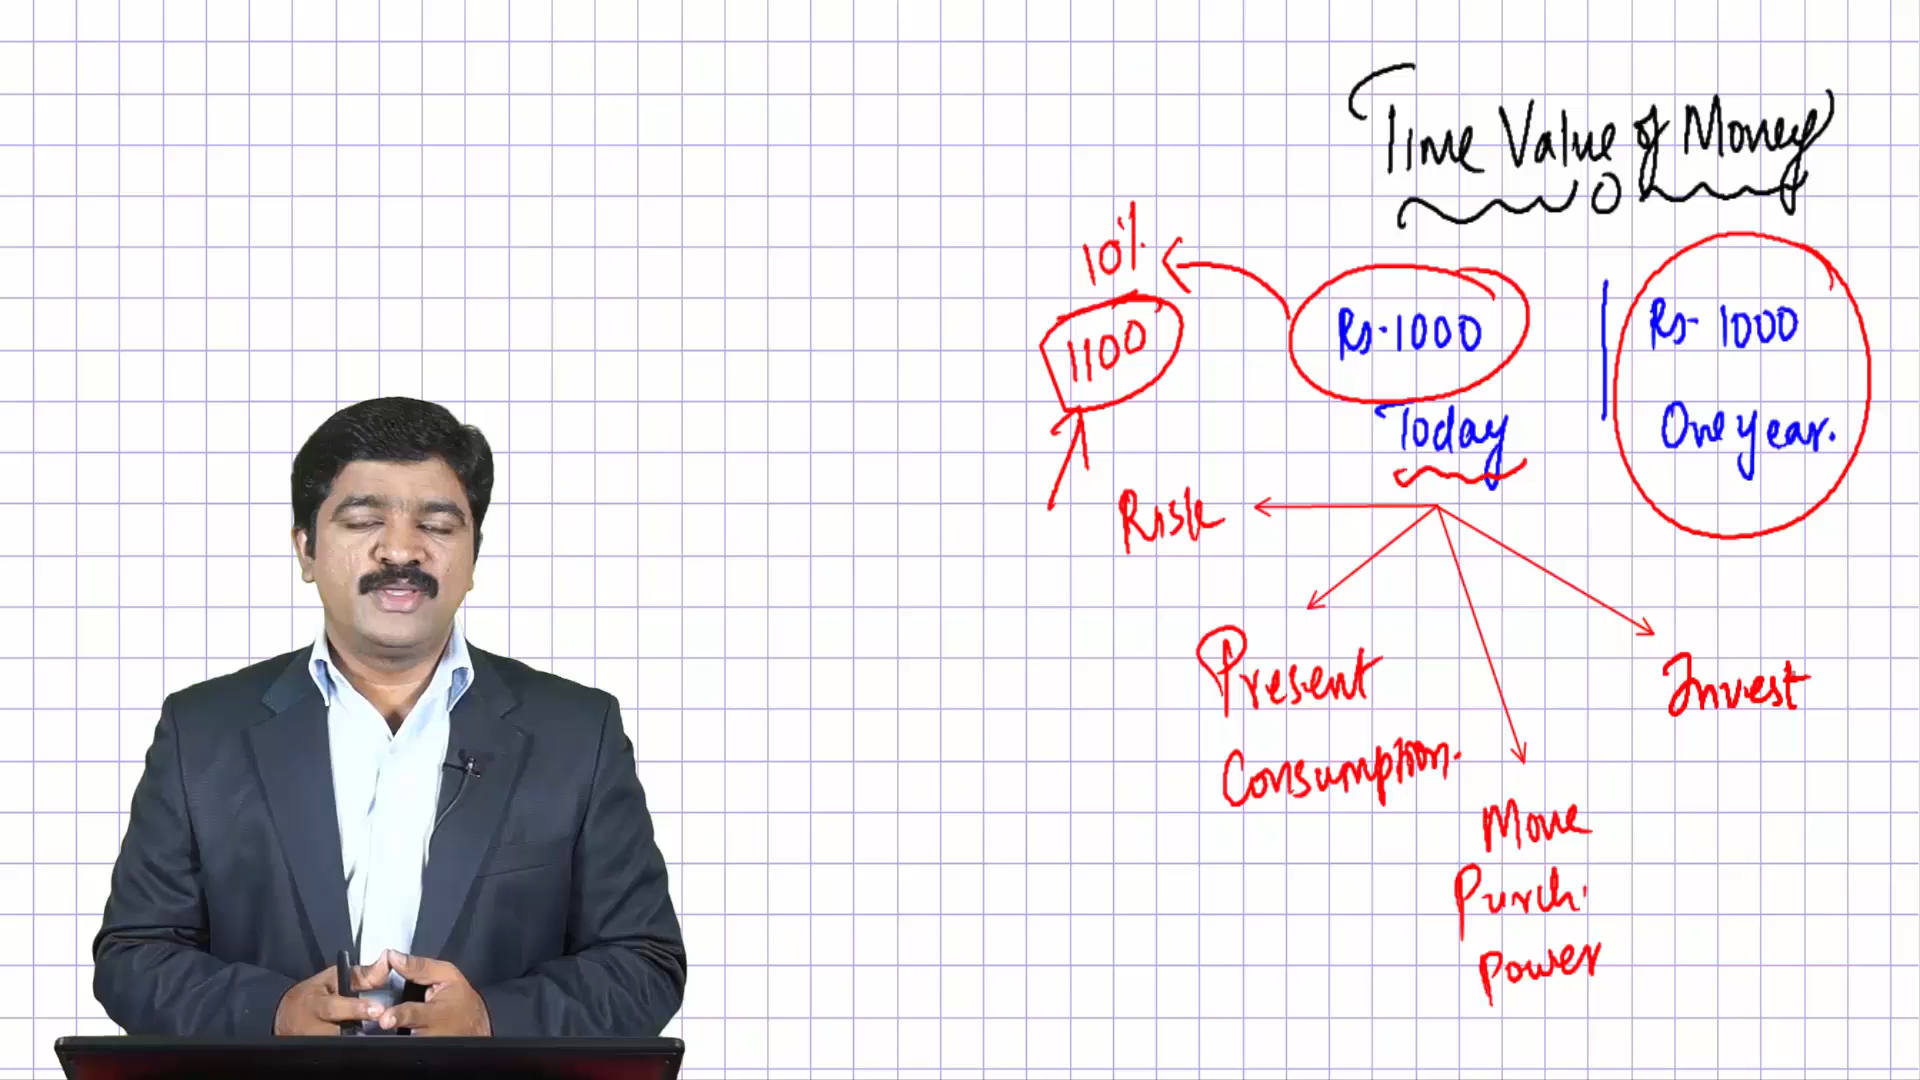 Time Value of Money
10%
1100
Rs. 1000
Today
Rs- 1000
One year.
Risk
Present
Consumption.
Invest
More
Purch.
Power